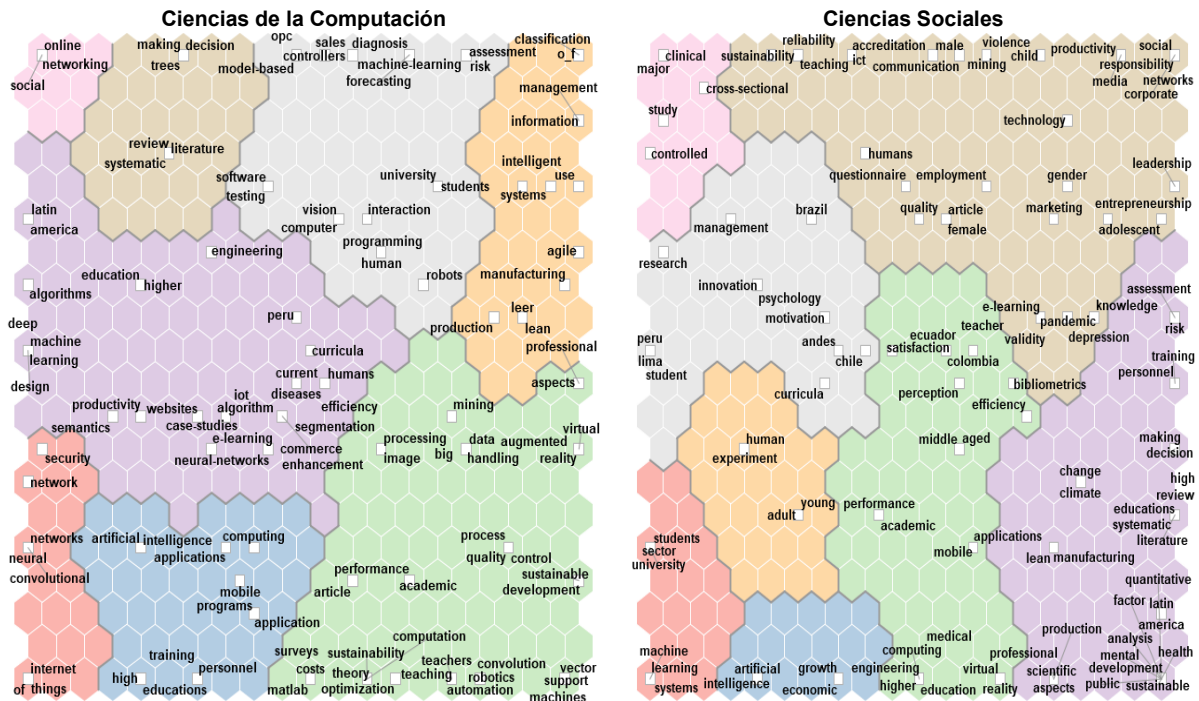 Ciencias de la Computación
online
networking
social
making decision
trees
opc
model-based
sales
controllers
diagnosis
machine-learning
forecasting
assessment
risk
classification
o_f
management
information
review
literature
systematic
software
testing
university
students
intelligent
systems
use
latin
america
vision
computer
interaction
programming
human
engineering
agile
education
higher
algorithms
robots
manufacturing
deep
machine
learning
design
peru
production
leer
lean
professional
aspects
curricula
current
humans
diseases
iot
algorithm
efficiency
segmentation
productivity
websites
semantics
case-studies
e-learning
neural-networks
commerce
enhancement
mining
processing
image
data
big
handling
augmented
virtual
reality
security
network
networks
neural
convolutional
artificial
intelligence
applications
computing
process
quality
control
performance
article
academic
sustainable
development
mobile
programs
application
training
personnel
high
educations
internet
of things
computation
surveys
sustainability
costs
theory
teachers
teaching
matlab
optimization
convolution
robotics
automation
vector
support
machines
Ciencias Sociales
clinical
major
cross-sectional
study
controlled
reliability
sustainability
teaching
accreditation
ict
communication
male
violence
mining
child
productivity
social
responsibility
media
networks
corporate
technology
humans
questionnaire
employment
gender
leadership
management
brazil
quality
article
female
marketing
entrepreneurship
adolescent
research
innovation
psychology
motivation
e-learning
teacher
pandemic
validity
depression
knowledge
assessment
risk
peru
lima
student
andes
chile
ecuador
satisfaction
colombia
training
personnel
curricula
perception
bibliometrics
efficiency
human
experiment
middle aged
making
decision
change
climate
high
review
educations
systematic
literature
young
adult
performance
academic
students
sector
university
applications
mobile
lean manufacturing
quantitative
factor
latin
america
production
analysis
mental
health
development
public
sustainable
machine
learning
systems
artificial
intelligence
growth
economic
medical
computing
engineering
higher
education
virtual
reality
professional
scientific
aspects